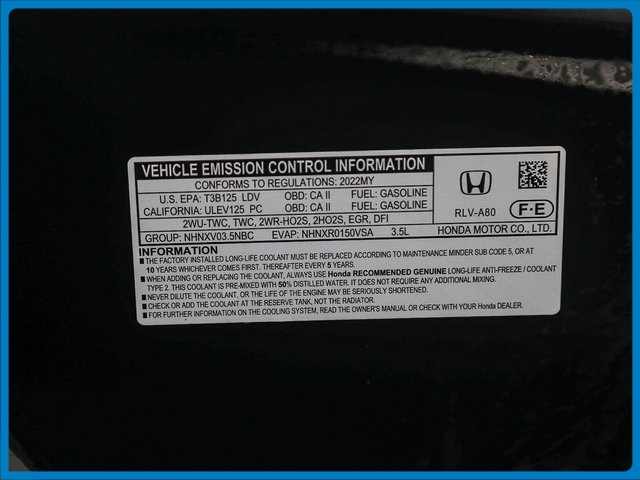 VEHICLE EMISSION CONTROL INFORMATION
CONFORMS TO REGULATIONS: 2022MY
U.S. EPA: T3B125 LDV OBD: CA II FUEL: GASOLINE
CALIFORNIA: ULEV125 PC OBD: CA II FUEL: GASOLINE
2WU-TWC, TWC, 2WR-HO2S, 2HO2S, EGR, DFI
GROUP: NHNXV03.5NBC EVAP: NHNXR0150VSA 3.5L
RLV-A80 F-E
HONDA MOTOR CO., LTD.
INFORMATION
■ THE FACTORY INSTALLED LONG-LIFE COOLANT MUST BE REPLACED ACCORDING TO MAINTENANCE MINDER SUB CODE 5, OR AT
10 YEARS WHICHEVER COMES FIRST. THEREAFTER EVERY 5 YEARS.
■ WHEN ADDING OR REPLACING THE COOLANT, ALWAYS USE Honda RECOMMENDED GENUINE LONG-LIFE ANTI-FREEZE / COOLANT
TYPE 2. THIS COOLANT IS PRE-MIXED WITH 50% DISTILLED WATER. IT DOES NOT REQUIRE ANY ADDITIONAL MIXING.
■ NEVER DILUTE THE COOLANT, OR THE LIFE OF THE ENGINE MAY BE SERIOUSLY SHORTENED.
■ CHECK OR ADD THE COOLANT AT THE RESERVE TANK, NOT THE RADIATOR.
■ FOR FURTHER INFORMATION ON THE COOLING SYSTEM, READ THE OWNER'S MANUAL OR CHECK WITH YOUR Honda DEALER.